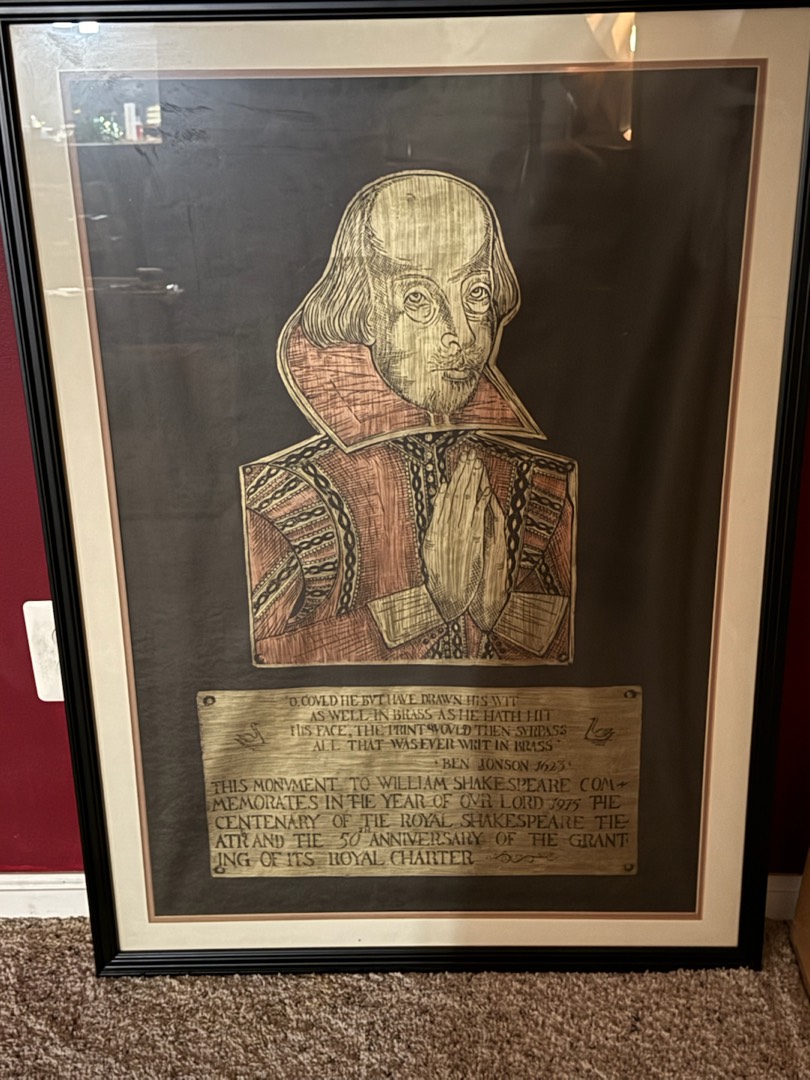 "O, COVLD HE BVT HAVE DRAWN HIS WIT
AS WELL IN BRASS AS HE HATH HIT
HIS FACE, THE PRINT WOVLD THEN SVRPASS
ALL THAT WAS EVER WRIT IN BRASS"
· BEN JONSON 1623 ·
THIS MONVMENT TO WILLIAM SHAKESPEARE COM-
MEMORATES IN THE YEAR OF OVR LORD 1975 THE
CENTENARY OF THE ROYAL SHAKESPEARE THE-
ATR AND THE 50th ANNIVERSARY OF THE GRANT-
ING OF ITS ROYAL CHARTER